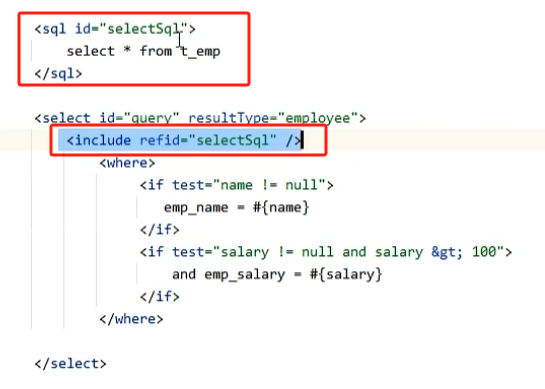 <sql id="selectSql">
select * from t_emp
</sql>
<select id="query" resultType="employee">
<include refid="selectSql" />
<where>
<if test="name != null">
emp_name = #{name}
</if>
<if test="salary != null and salary &gt; 100">
and emp_salary = #{salary}
</if>
</where>
</select>